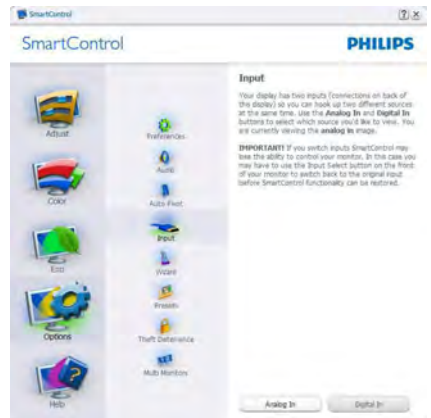 SmartControl
SmartControl
PHILIPS
Adjust
Color
Eco
Options
Help
Preferences
Audio
Auto Pivot
Input
Wizard
Presets
Theft Deterrence
Multi Monitors
Input
Your display has two inputs (connections on back of
the display) so you can hook up two different sources
at the same time. Use the Analog In and Digital In
buttons to select which source you'd like to view. You
are currently viewing the analog in image.
IMPORTANT! If you switch inputs SmartControl may
lose the ability to control your monitor. In that case you
may have to use the Input Select button on the front
of your monitor to switch back to the original input
before SmartControl functionality can be restored.
Analog In
Digital In